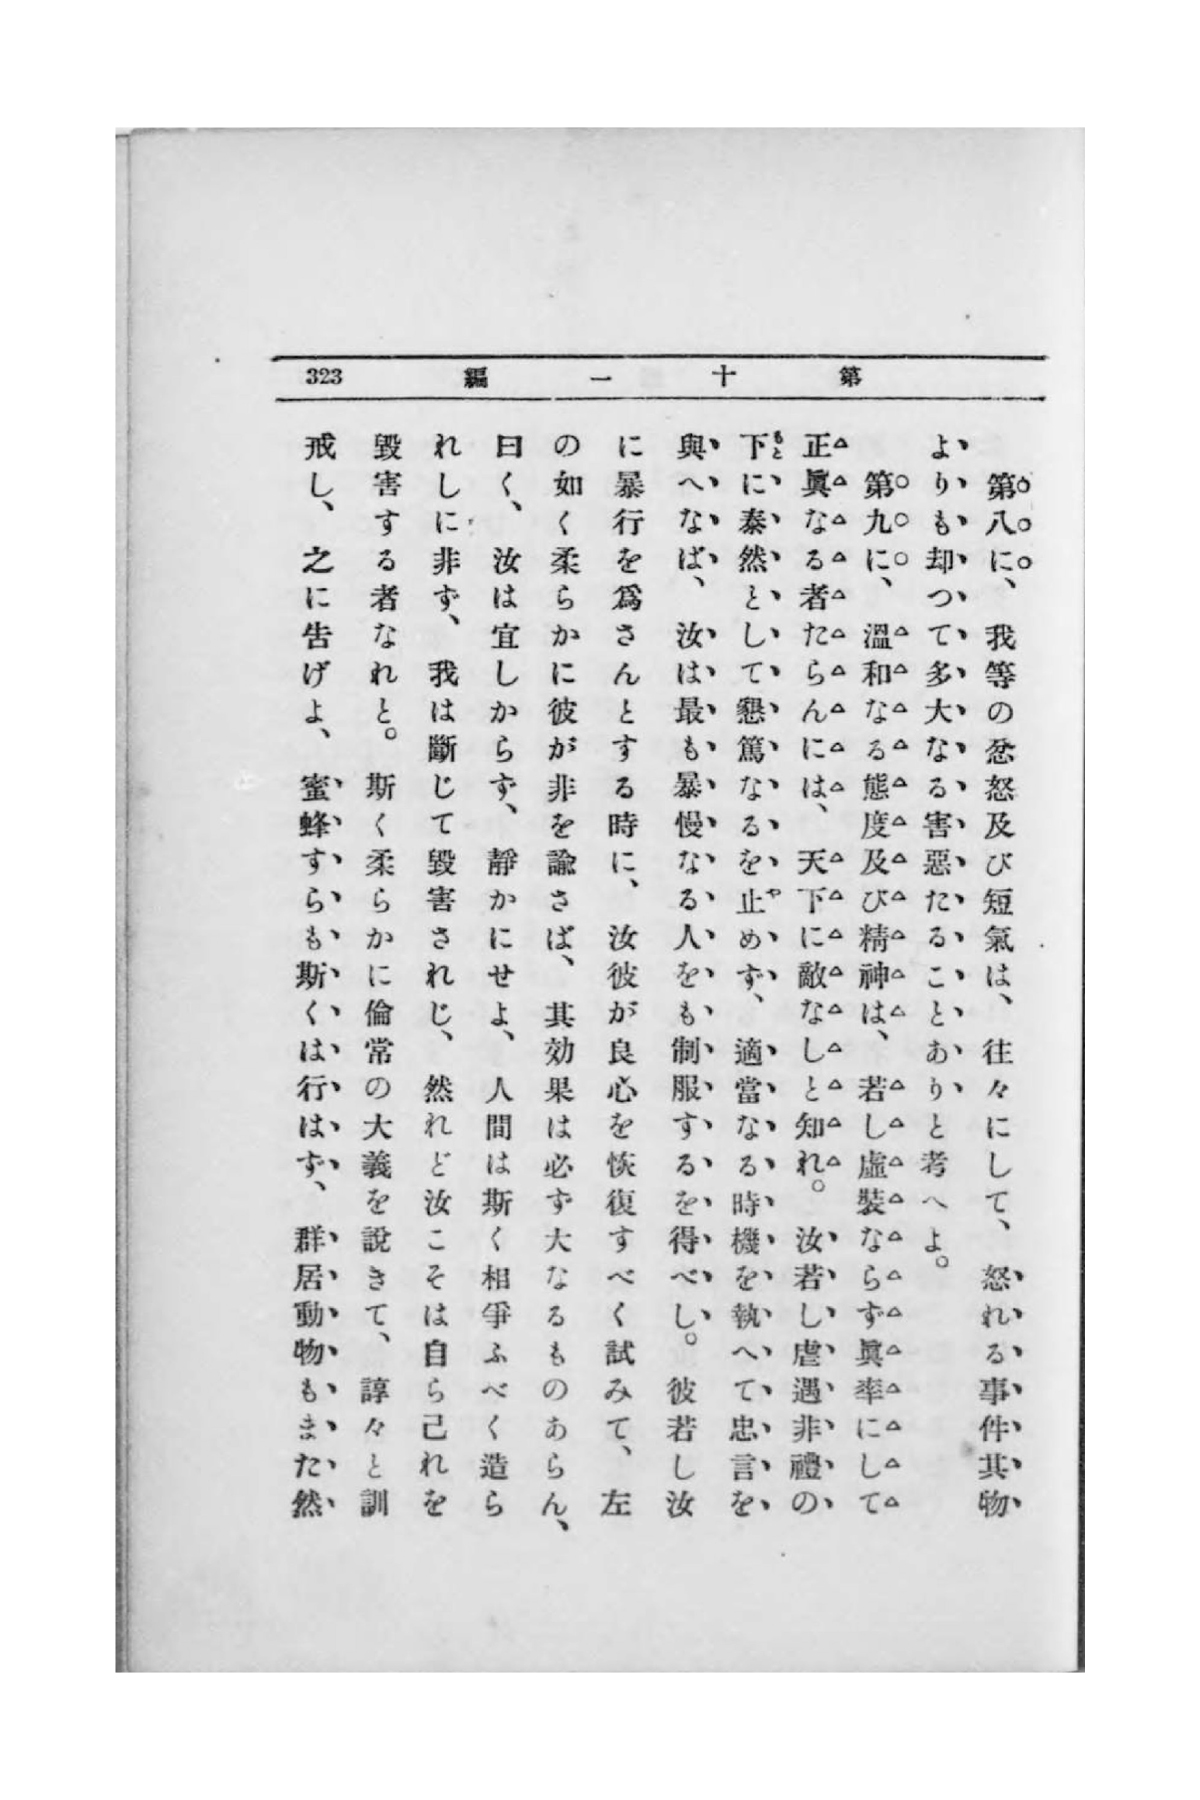 第十一編 323
第八に、我等の忿怒及び短氣は、往々にして、怒れる事件其物
よりも却つて多大なる害惡たることありと考へよ。
第九に、溫和なる態度及び精神は、若し虛裝ならず眞率にして
正眞なる者たらんには、天下に敵なしと知れ。汝若し虐遇非禮の
下に泰然として懇篤なるを止めず、適當なる時機を執へて忠言を
與へなば、汝は最も暴慢なる人をも制服するを得べし。彼若し汝
に暴行を爲さんとする時に、汝彼が良心を恢復すべく試みて、左
の如く柔らかに彼が非を諭さば、其効果は必ず大なるものあらん、
曰く、汝は宜しからず、靜かにせよ、人間は斯く相爭ふべく造ら
れしに非ず、我は斷じて毀害されじ、然れど汝こそは自ら己れを
毀害する者なれと。斯く柔らかに倫常の大義を說きて、諄々と訓
戒し、之に告げよ、蜜蜂すらも斯くは行はず、群居動物もまた然